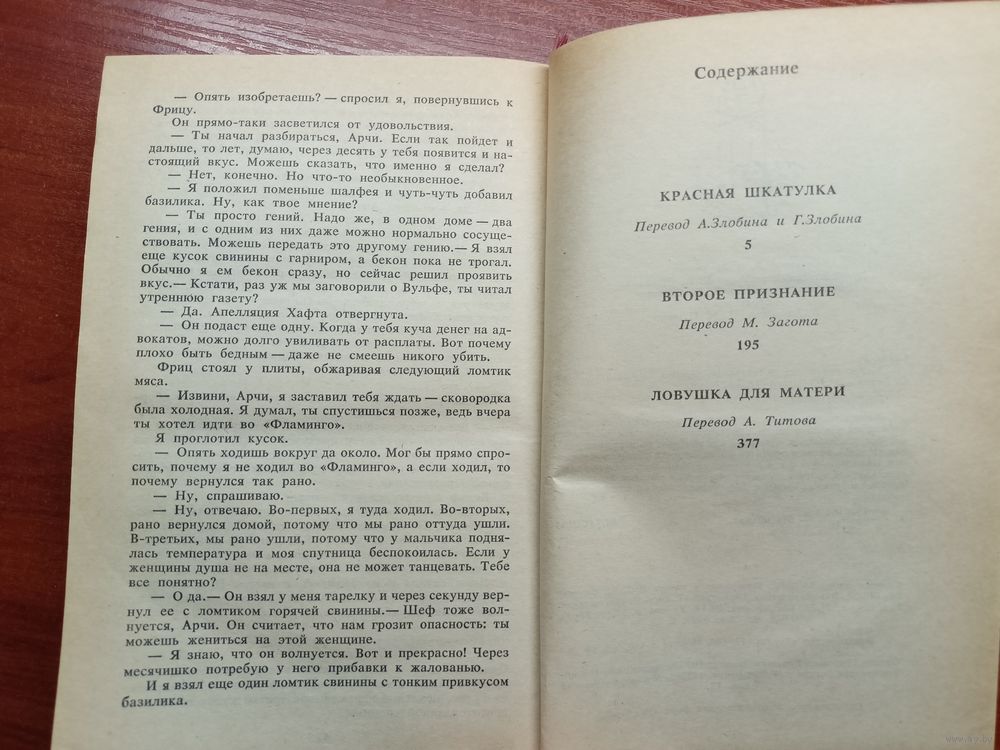 — Опять изобретаешь? — спросил я, повернувшись к
Фрицу.
Он прямо-таки засветился от удовольствия.
— Ты начал разбираться, Арчи. Если так пойдет и
дальше, то лет, думаю, через десять у тебя появится и на-
стоящий вкус. Можешь сказать, что именно я сделал?
— Нет, конечно. Но что-то необыкновенное.
— Я положил поменьше шалфея и чуть-чуть добавил
базилика. Ну, как твое мнение?
— Ты просто гений. Надо же, в одном доме — два
гения, и с одним из них даже можно нормально сосуще-
ствовать. Можешь передать это другому гению.— Я взял
еще кусок свинины с гарниром, а бекон пока не трогал.
Обычно я ем бекон сразу, но сейчас решил проявить
вкус.— Кстати, раз уж мы заговорили о Вульфе, ты читал
утреннюю газету?
— Да. Апелляция Хафта отвергнута.
— Он подаст еще одну. Когда у тебя куча денег на ад-
вокатов, можно долго увиливать от расплаты. Вот почему
плохо быть бедным — даже не смеешь никого убить.
Фриц стоял у плиты, обжаривая следующий ломтик
мяса.
— Извини, Арчи, я заставил тебя ждать — сковородка
была холодная. Я думал, ты спустишься позже, ведь вчера
ты хотел идти во «Фламинго».
Я проглотил кусок.
— Опять ходишь вокруг да около. Мог бы прямо спро-
сить, почему я не ходил во «Фламинго», а если ходил, то
почему вернулся так рано.
— Ну, спрашиваю.
— Ну, отвечаю. Во-первых, я туда ходил. Во-вторых,
рано вернулся домой, потому что мы рано оттуда ушли.
В-третьих, мы рано ушли, потому что у мальчика подня-
лась температура и моя спутница беспокоилась. Если у
женщины душа не на месте, она не может танцевать. Тебе
все понятно?
— О да.— Он взял у меня тарелку и через секунду вер-
нул ее с ломтиком горячей свинины.— Шеф тоже вол-
нуется, Арчи. Он считает, что нам грозит опасность: ты
можешь жениться на этой женщине.
— Я знаю, что он волнуется. Вот и прекрасно! Через
месячишко потребую у него прибавки к жалованью.
И я взял еще один ломтик свинины с тонким привкусом
базилика.
Содержание
КРАСНАЯ ШКАТУЛКА
Перевод А.Злобина и Г.Злобина
5
ВТОРОЕ ПРИЗНАНИЕ
Перевод М. Загота
195
ЛОВУШКА ДЛЯ МАТЕРИ
Перевод А. Титова
377